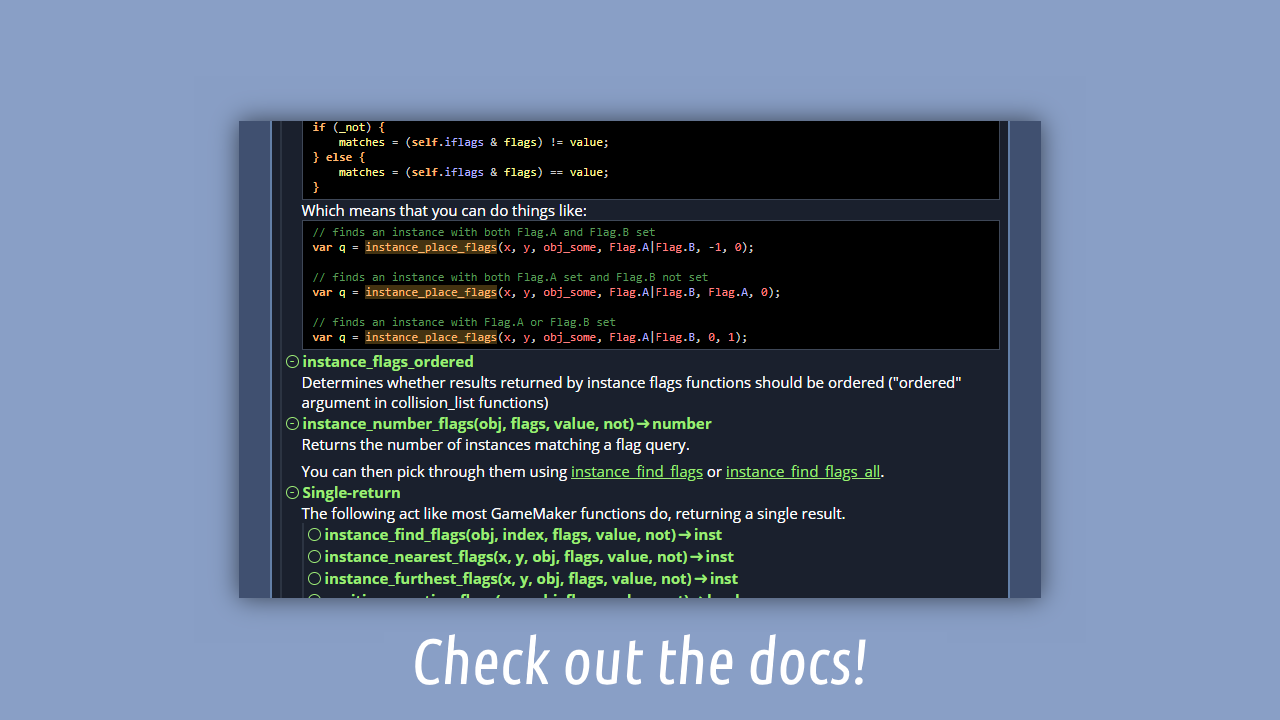 if (_not) {
    matches = (self.iflags & flags) != value;
} else {
    matches = (self.iflags & flags) == value;
}
Which means that you can do things like:
// finds an instance with both Flag.A and Flag.B set
var q = instance_place_flags(x, y, obj_some, Flag.A|Flag.B, -1, 0);
// finds an instance with both Flag.A set and Flag.B not set
var q = instance_place_flags(x, y, obj_some, Flag.A|Flag.B, Flag.A, 0);
// finds an instance with Flag.A or Flag.B set
var q = instance_place_flags(x, y, obj_some, Flag.A|Flag.B, 0, 1);
instance_flags_ordered
Determines whether results returned by instance flags functions should be ordered ("ordered"
argument in collision_list functions)
instance_number_flags(obj, flags, value, not)➜number
Returns the number of instances matching a flag query.
You can then pick through them using instance_find_flags or instance_find_flags_all.
Single-return
The following act like most GameMaker functions do, returning a single result.
instance_find_flags(obj, index, flags, value, not)➜inst
instance_nearest_flags(x, y, obj, flags, value, not)➜inst
instance_furthest_flags(x, y, obj, flags, value, not)➜inst
Check out the docs!